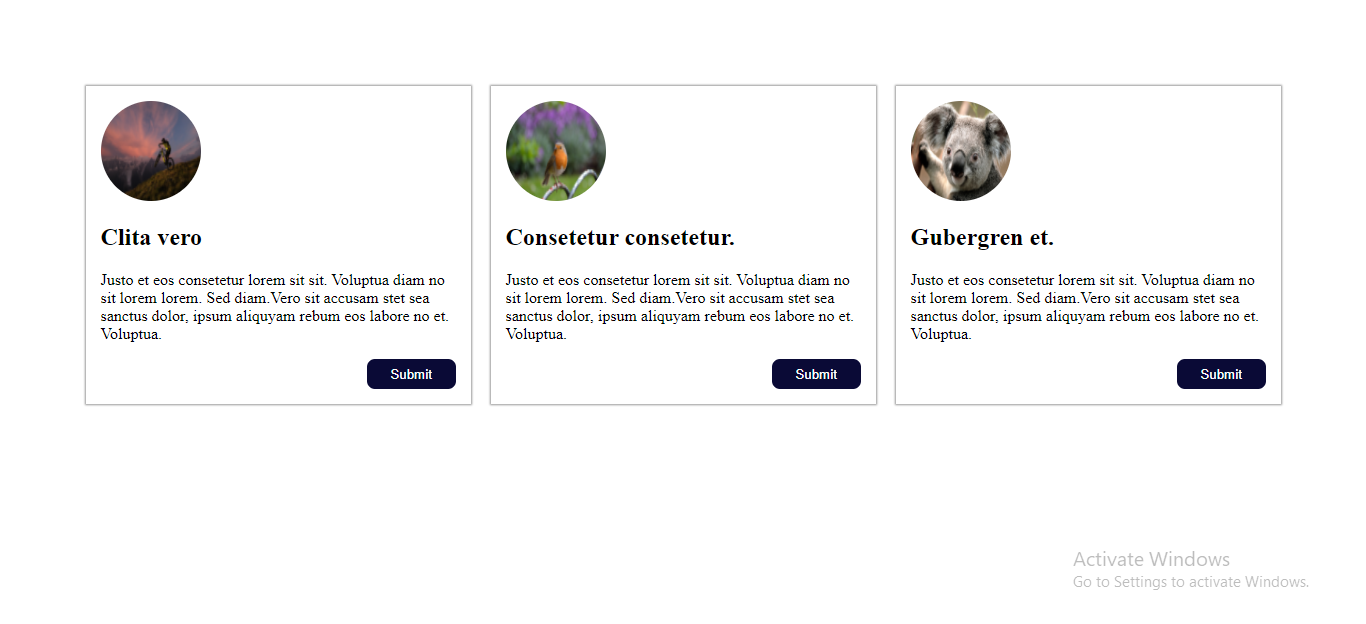 Clita vero
Justo et eos consetetur lorem sit sit. Voluptua diam no
sit lorem lorem. Sed diam.Vero sit accusam stet sea
sanctus dolor, ipsum aliquyam rebum eos labore no et.
Voluptua.
Submit
Consetetur consetetur.
Justo et eos consetetur lorem sit sit. Voluptua diam no
sit lorem lorem. Sed diam.Vero sit accusam stet sea
sanctus dolor, ipsum aliquyam rebum eos labore no et.
Voluptua.
Submit
Gubergren et.
Justo et eos consetetur lorem sit sit. Voluptua diam no
sit lorem lorem. Sed diam.Vero sit accusam stet sea
sanctus dolor, ipsum aliquyam rebum eos labore no et.
Voluptua.
Submit
Activate Windows
Go to Settings to activate Windows.